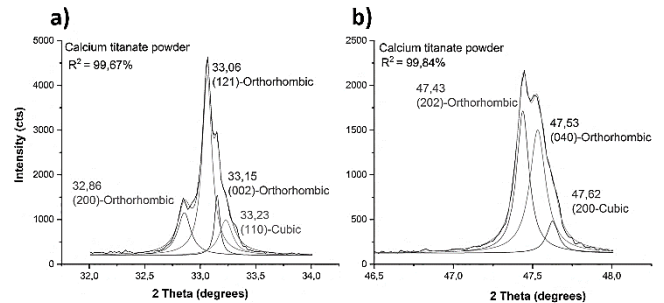 a)
Calcium titanate powder
R² = 99,67%
33,06
(121)-Orthorhombic
32,86
(200)-Orthorhombic
33,15
(002)-Orthorhombic
33,23
(110)-Cubic
5000
4000
3000
2000
1000
0
Intensity (cts)
32,0
32,5
33,0
33,5
34,0
2 Theta (degrees)
b)
Calcium titanate powder
R² = 99,84%
47,43
(202)-Orthorhombic
47,53
(040)-Orthorhombic
47,62
(200-Cubic
2500
2000
1500
1000
500
0
46,5
47,0
47,5
48,0
2 Theta (degrees)